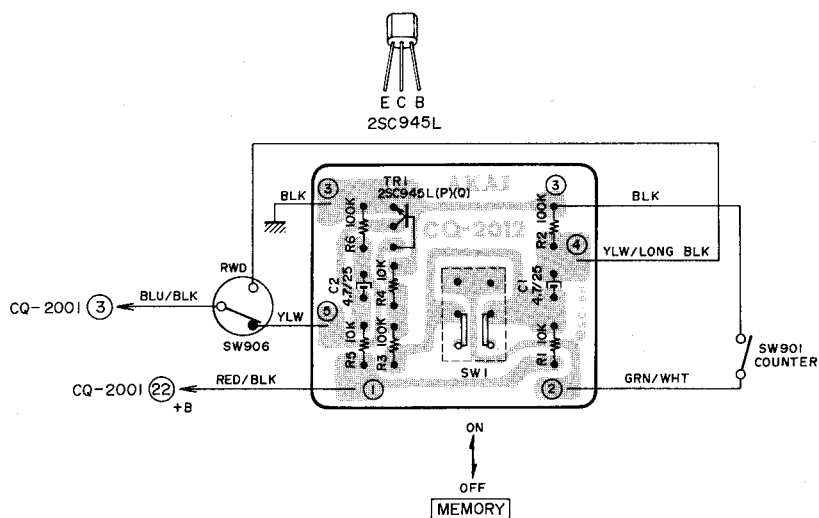 E C B
2SC945L
BLK
3
TR1
2SC945L(P)(Q)
AKAI
CQ-2012
3
BLK
R6 100K
R2 100K
4
YLW/LONG BLK
RWD
C2 4.7/25
R4 10K
C1 4.7/25
CQ-2001 3
BLU/BLK
YLW
5
SW906
R5 10K
R3 100K
SW1
R1 10K
SW901
COUNTER
CQ-2001 22
+B
RED/BLK
1
2
GRN/WHT
ON
OFF
MEMORY